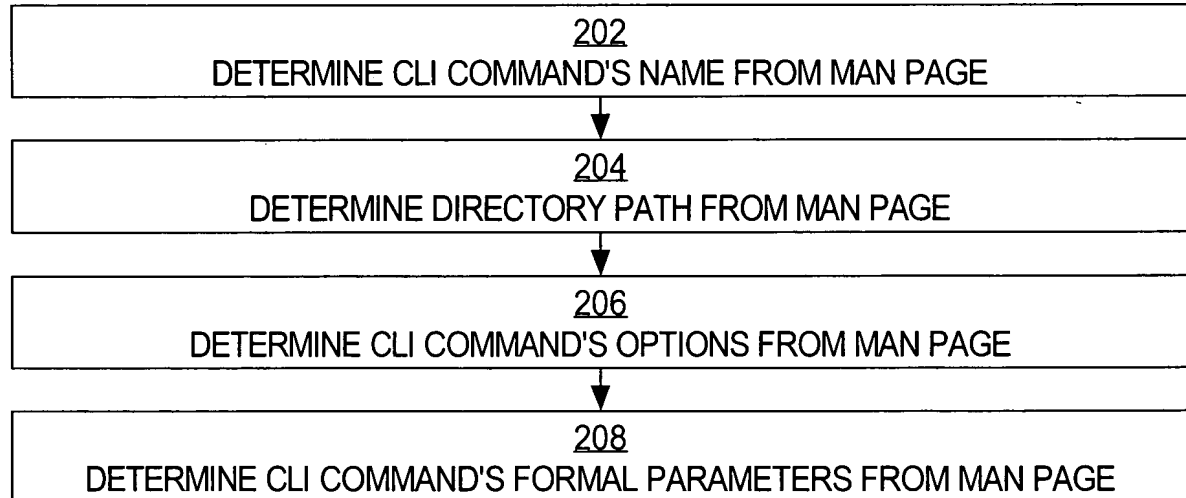 202
DETERMINE CLI COMMAND'S NAME FROM MAN PAGE
204
DETERMINE DIRECTORY PATH FROM MAN PAGE
206
DETERMINE CLI COMMAND'S OPTIONS FROM MAN PAGE
208
DETERMINE CLI COMMAND'S FORMAL PARAMETERS FROM MAN PAGE